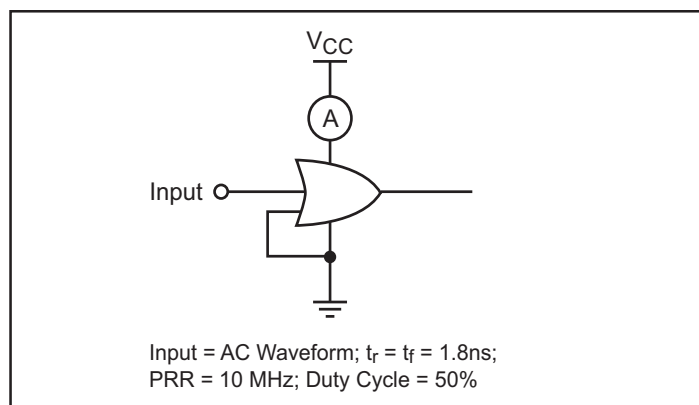 VCC
A
Input
Input = AC Waveform; tr = tf = 1.8ns;
PRR = 10 MHz; Duty Cycle = 50%